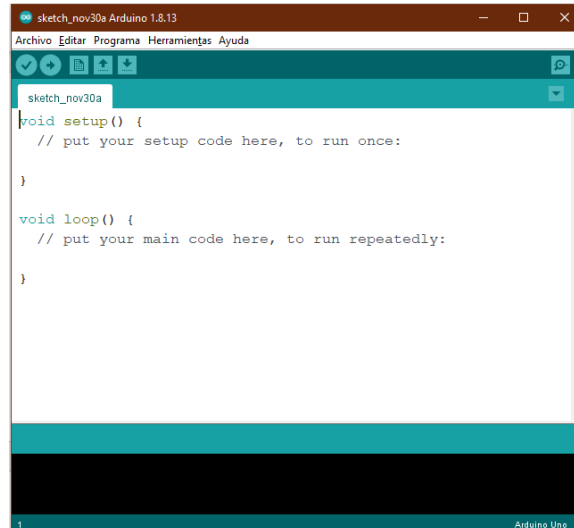 sketch_nov30a Arduino 1.8.13
Archivo Editar Programa Herramientas Ayuda
sketch_nov30a
void setup() {
  // put your setup code here, to run once:
}
void loop() {
  // put your main code here, to run repeatedly:
}
1 Arduino Uno